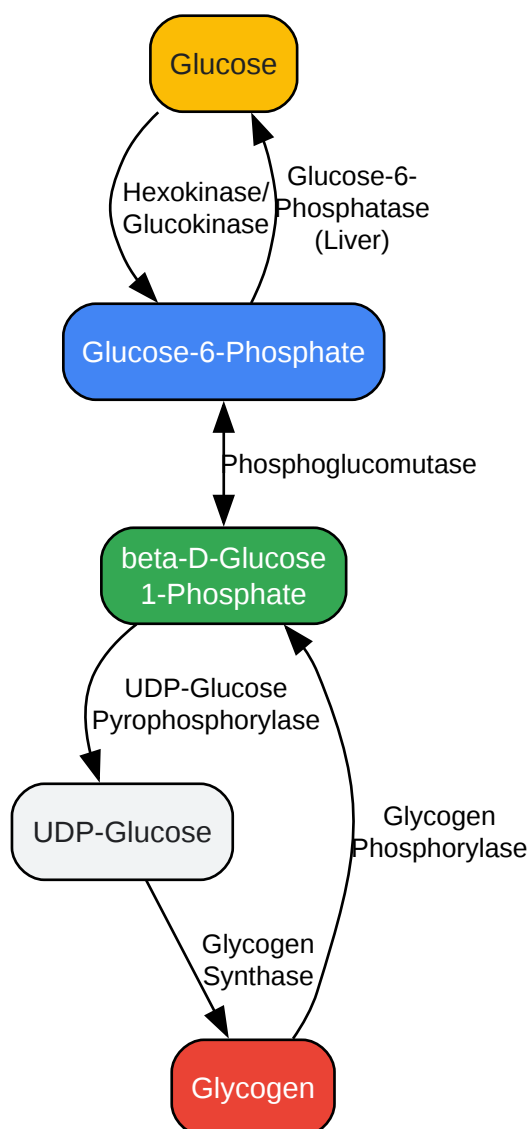 Glucose
Hexokinase/
Glucokinase
Glucose-6-
Phosphatase
(Liver)
Glucose-6-Phosphate
Phosphoglucomutase
beta-D-Glucose
1-Phosphate
UDP-Glucose
Pyrophosphorylase
UDP-Glucose
Glycogen
Phosphorylase
Glycogen
Synthase
Glycogen